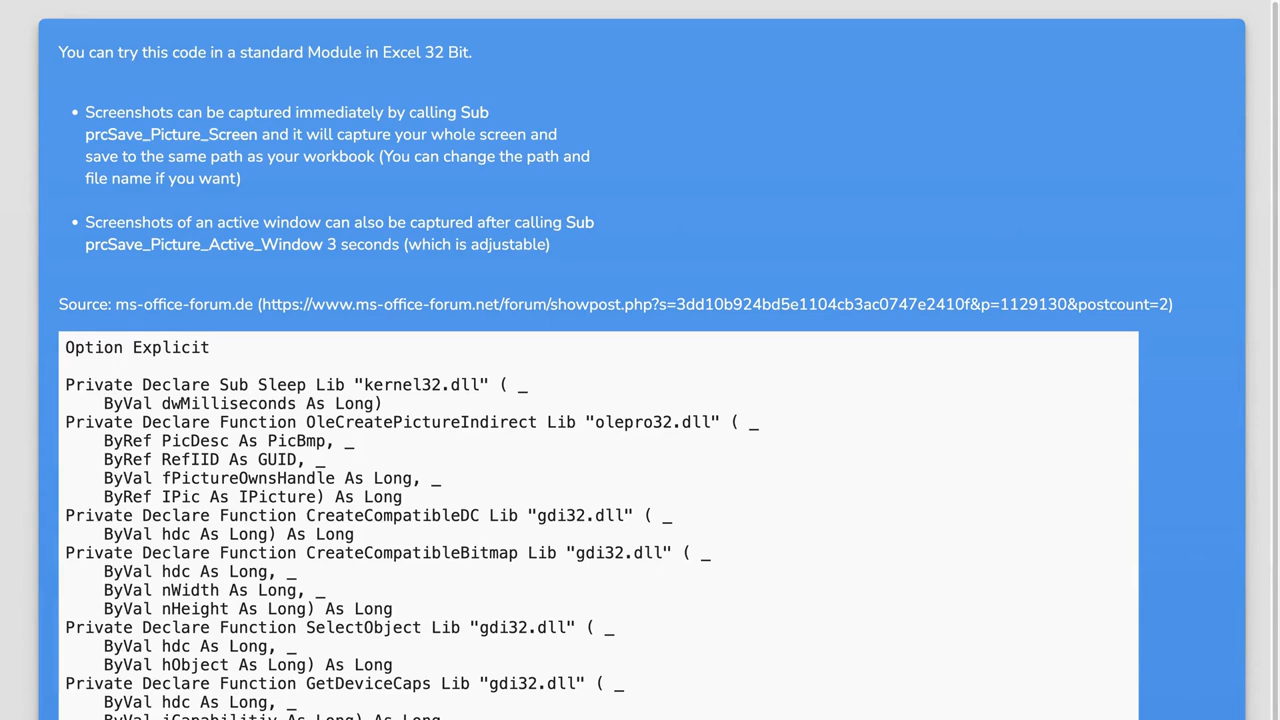 You can try this code in a standard Module in Excel 32 Bit.
• Screenshots can be captured immediately by calling Sub
prcSave_Picture_Screen and it will capture your whole screen and
save to the same path as your workbook (You can change the path and
file name if you want)
• Screenshots of an active window can also be captured after calling Sub
prcSave_Picture_Active_Window 3 seconds (which is adjustable)
Source: ms-office-forum.de (https://www.ms-office-forum.net/forum/showpost.php?s=3dd10b924bd5e1104cb3ac0747e2410f&p=1129130&postcount=2)
Option Explicit
Private Declare Sub Sleep Lib "kernel32.dll" ( _
    ByVal dwMilliseconds As Long)
Private Declare Function OleCreatePictureIndirect Lib "olepro32.dll" ( _
    ByRef PicDesc As PicBmp, _
    ByRef RefIID As GUID, _
    ByVal fPictureOwnsHandle As Long, _
    ByRef IPic As IPicture) As Long
Private Declare Function CreateCompatibleDC Lib "gdi32.dll" ( _
    ByVal hdc As Long) As Long
Private Declare Function CreateCompatibleBitmap Lib "gdi32.dll" ( _
    ByVal hdc As Long, _
    ByVal nWidth As Long, _
    ByVal nHeight As Long) As Long
Private Declare Function SelectObject Lib "gdi32.dll" ( _
    ByVal hdc As Long, _
    ByVal hObject As Long) As Long
Private Declare Function GetDeviceCaps Lib "gdi32.dll" ( _
    ByVal hdc As Long, _
    ByVal iCapabilitiy As Long) As Long